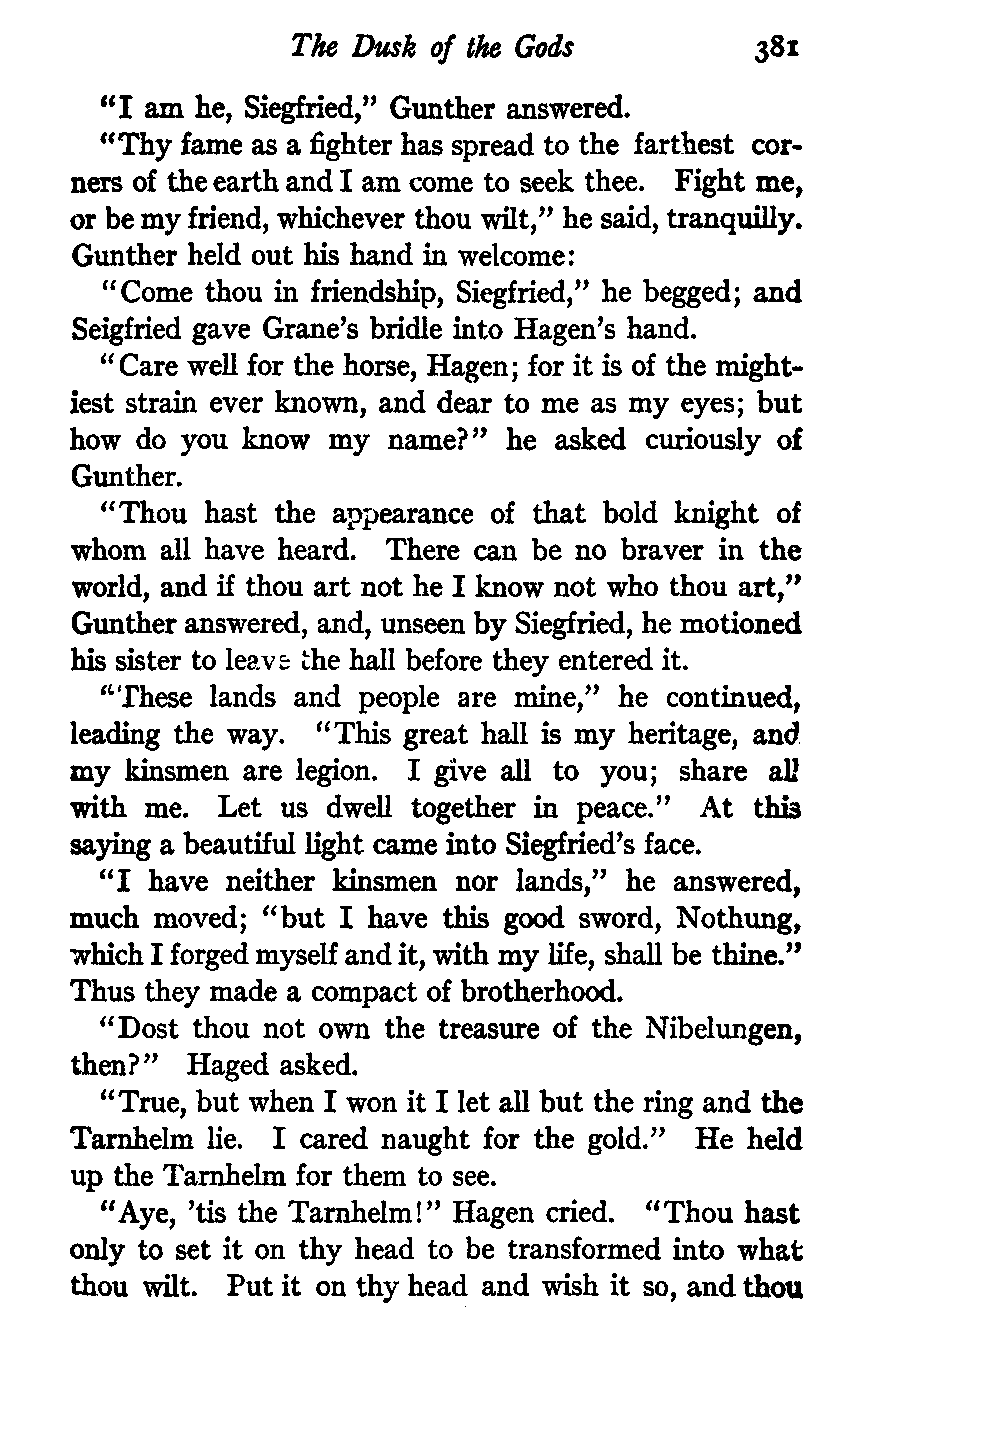 The Dusk of the Gods 381
"I am he, Siegfried," Gunther answered.
"Thy fame as a fighter has spread to the farthest cor-
ners of the earth and I am come to seek thee. Fight me,
or be my friend, whichever thou wilt," he said, tranquilly.
Gunther held out his hand in welcome:
"Come thou in friendship, Siegfried," he begged; and
Seigfried gave Grane's bridle into Hagen's hand.
"Care well for the horse, Hagen; for it is of the might-
iest strain ever known, and dear to me as my eyes; but
how do you know my name?" he asked curiously of
Gunther.
"Thou hast the appearance of that bold knight of
whom all have heard. There can be no braver in the
world, and if thou art not he I know not who thou art,"
Gunther answered, and, unseen by Siegfried, he motioned
his sister to leave the hall before they entered it.
"These lands and people are mine," he continued,
leading the way. "This great hall is my heritage, and
my kinsmen are legion. I give all to you; share all
with me. Let us dwell together in peace." At this
saying a beautiful light came into Siegfried's face.
"I have neither kinsmen nor lands," he answered,
much moved; "but I have this good sword, Nothung,
which I forged myself and it, with my life, shall be thine."
Thus they made a compact of brotherhood.
"Dost thou not own the treasure of the Nibelungen,
then?" Haged asked.
"True, but when I won it I let all but the ring and the
Tarnhelm lie. I cared naught for the gold." He held
up the Tarnhelm for them to see.
"Aye, 'tis the Tarnhelm!" Hagen cried. "Thou hast
only to set it on thy head to be transformed into what
thou wilt. Put it on thy head and wish it so, and thou